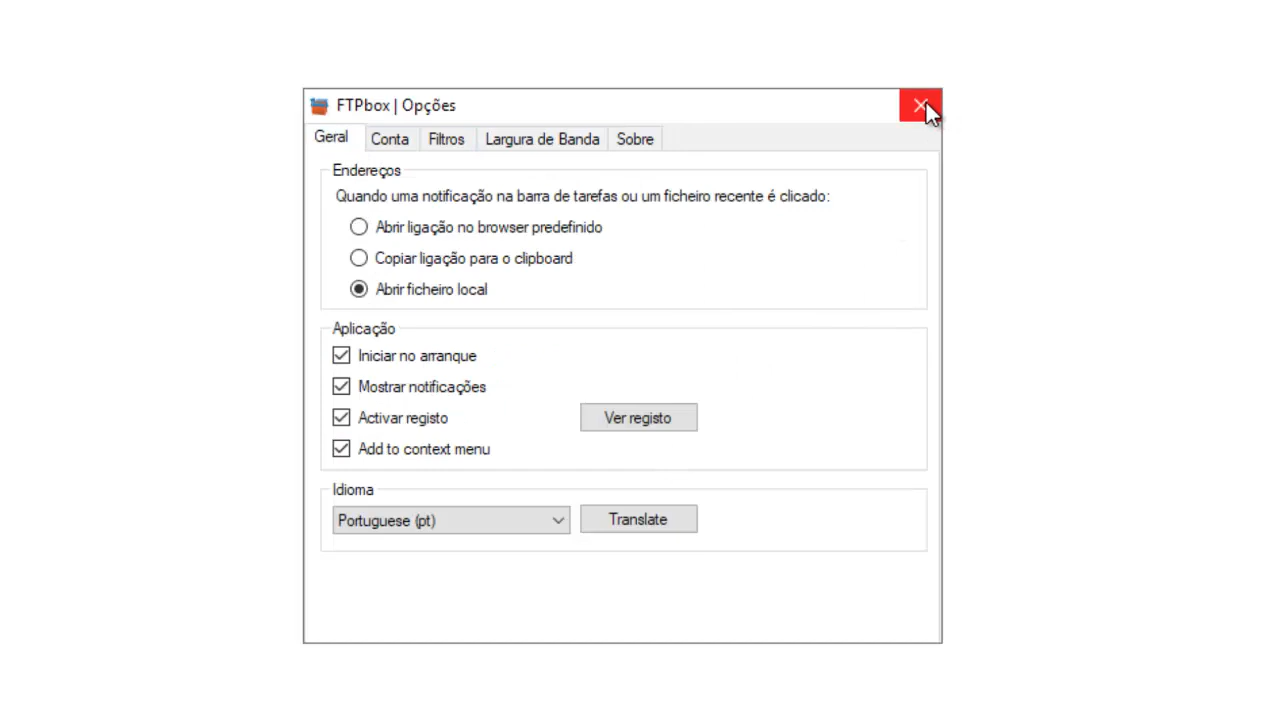 FTPbox | Opções
Geral Conta Filtros Largura de Banda Sobre
Endereços
Quando uma notificação na barra de tarefas ou um ficheiro recente é clicado:
Abrir ligação no browser predefinido
Copiar ligação para o clipboard
Abrir ficheiro local
Aplicação
Iniciar no arranque
Mostrar notificações
Activar registo Ver registo
Add to context menu
Idioma
Portuguese (pt) Translate